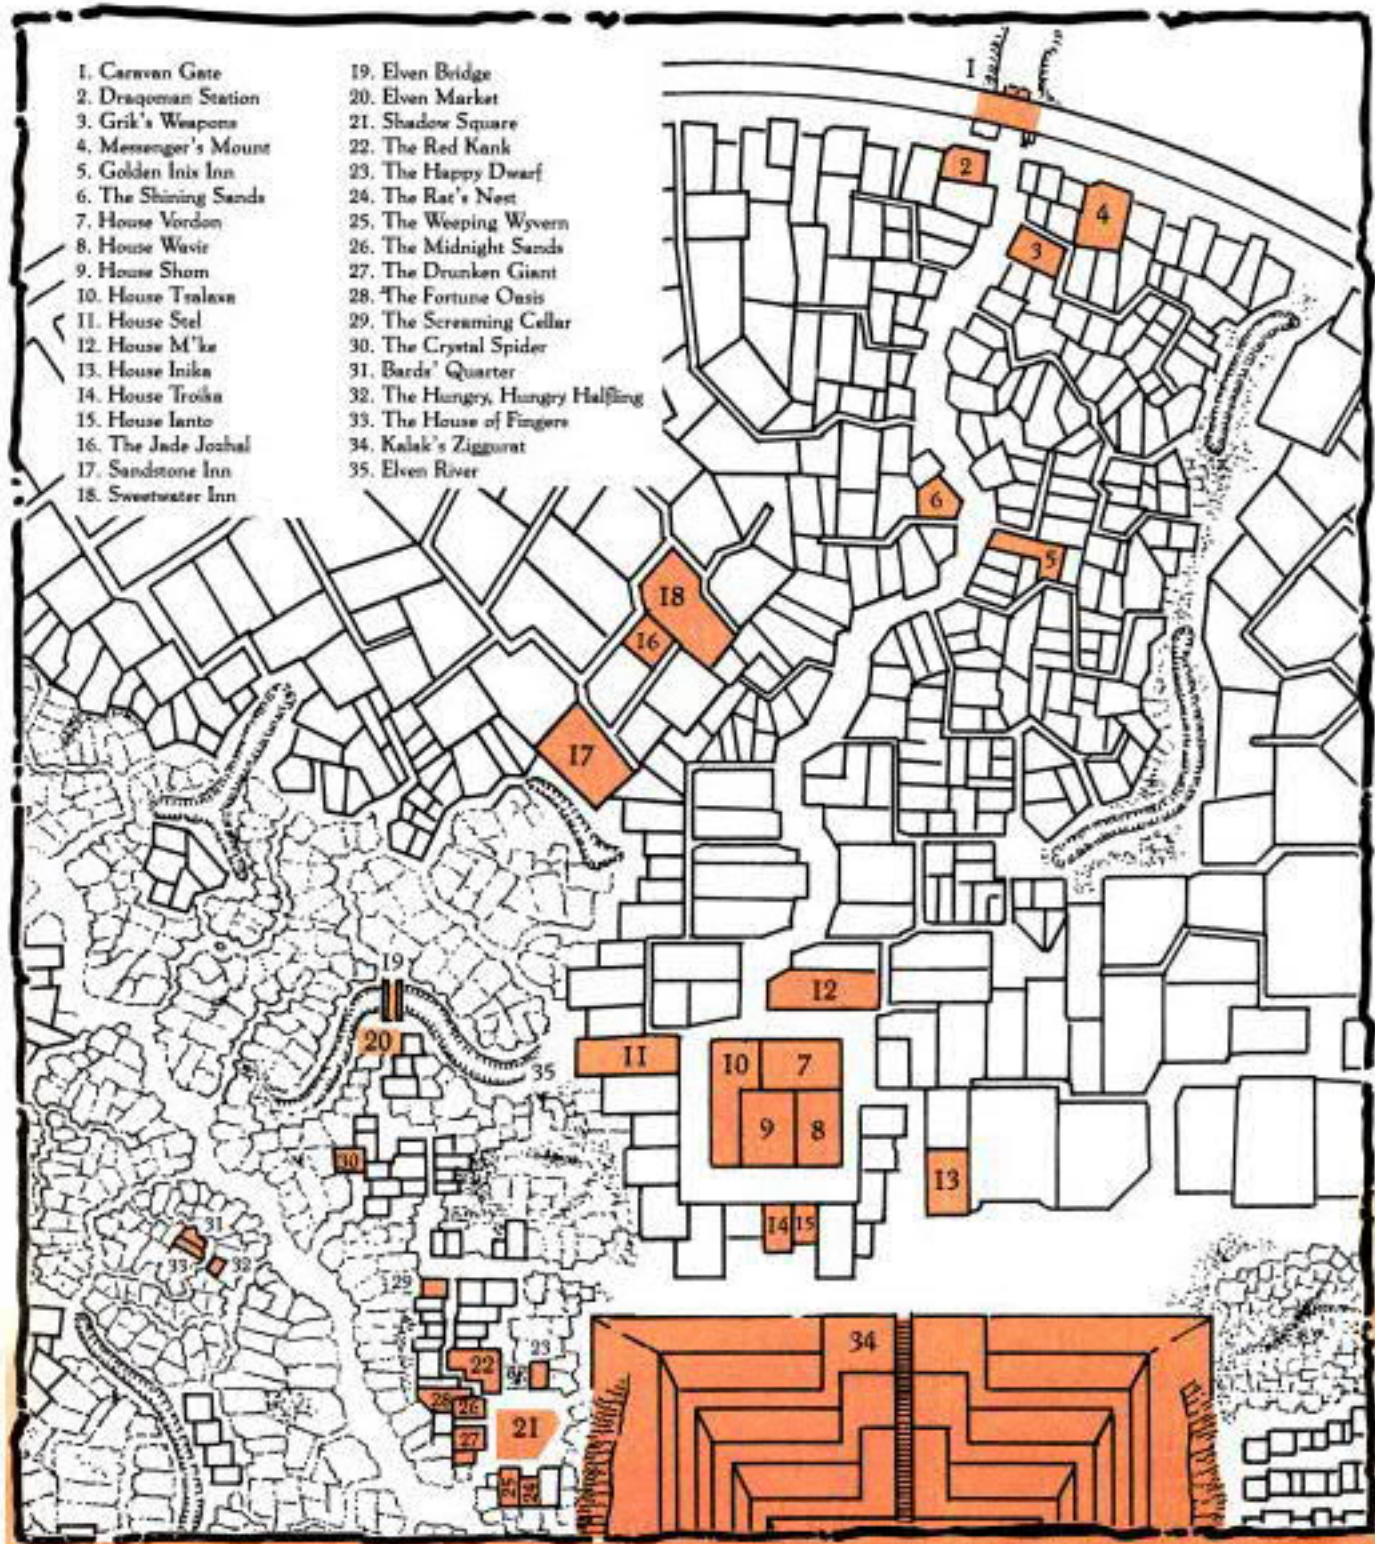 1. Caravan Gate
2. Dragoman Station
3. Grik's Weapons
4. Messenger's Mount
5. Golden Inix Inn
6. The Shining Sands
7. House Vordon
8. House Wavir
9. House Shom
10. House Tsalaxa
11. House Stel
12. House M'ke
13. House Inika
14. House Troika
15. House Ianto
16. The Jade Jozhal
17. Sandstone Inn
18. Sweetwater Inn
19. Elven Bridge
20. Elven Market
21. Shadow Square
22. The Red Kank
23. The Happy Dwarf
24. The Rat's Nest
25. The Weeping Wyvern
26. The Midnight Sands
27. The Drunken Giant
28. The Fortune Oasis
29. The Screaming Cellar
30. The Crystal Spider
31. Bards' Quarter
32. The Hungry, Hungry Halfling
33. The House of Fingers
34. Kalak's Ziggurat
35. Elven River
1
2
4
3
6
5
18
16
17
19
12
20
11
10
7
35
9
8
30
13
31
14
15
33
32
29
34
23
22
28
26
21
27
25
24